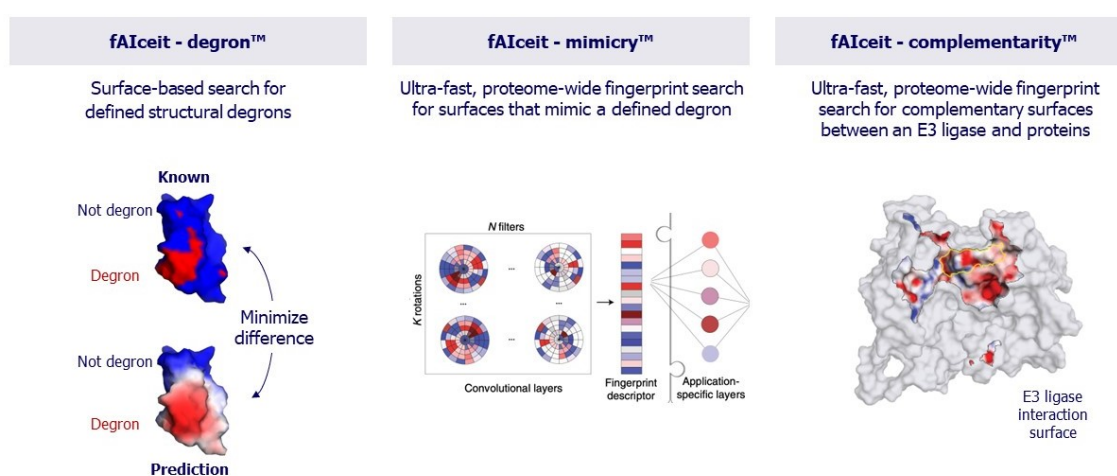 fAIceit - degron™
Surface-based search for
defined structural degrons
Known
Not degron
Degron
Minimize
difference
Not degron
Degron
Prediction
fAIceit - mimicry™
Ultra-fast, proteome-wide fingerprint search
for surfaces that mimic a defined degron
N filters
K rotations
...
...
...
...
Convolutional layers
Fingerprint
descriptor
Application-
specific layers
fAIceit - complementarity™
Ultra-fast, proteome-wide fingerprint
search for complementary surfaces
between an E3 ligase and proteins
E3 ligase
interaction
surface